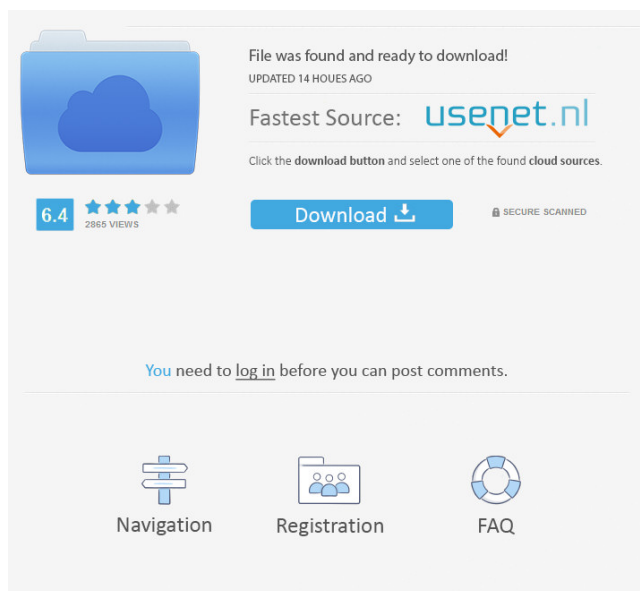 File was found and ready to download!
UPDATED 14 HOUES AGO
Fastest Source: usenet.nl
Click the download button and select one of the found cloud sources.
6.4
2865 VIEWS
Download
SECURE SCANNED
You need to log in before you can post comments.
Navigation
Registration
FAQ